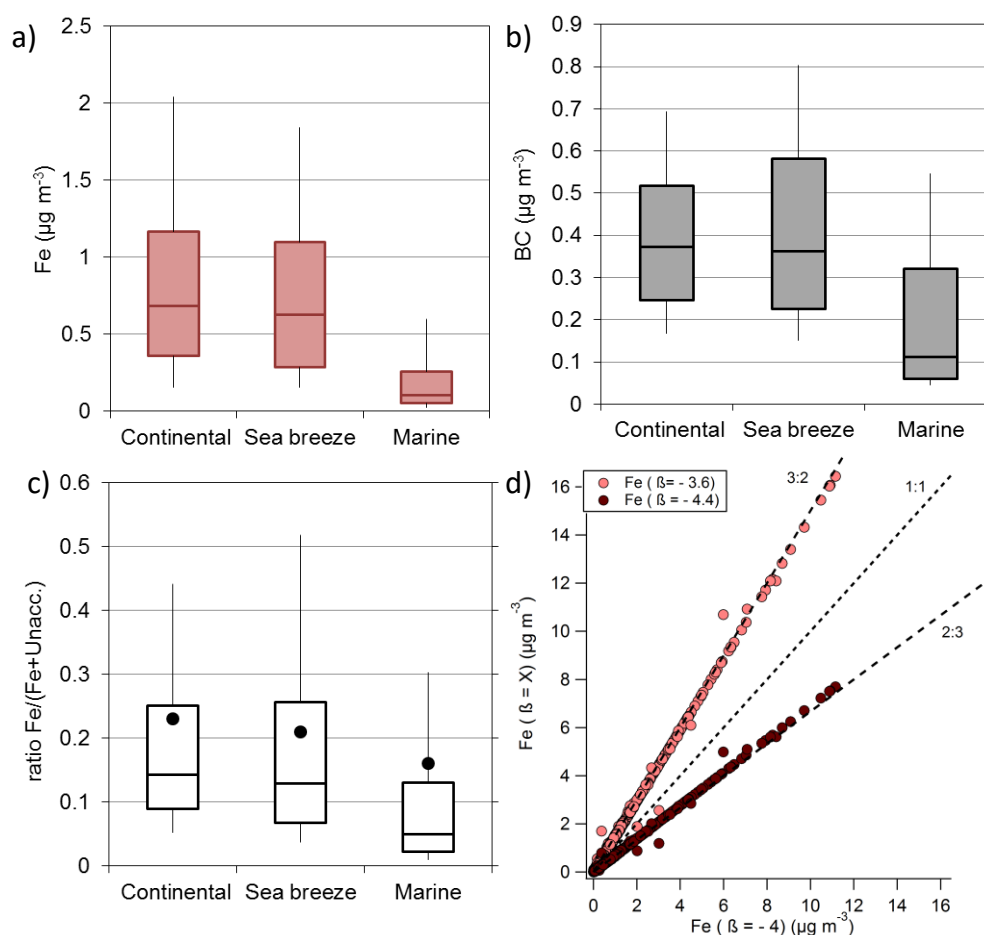 a)
2.5
2
1.5
1
0.5
0
Fe (µg m⁻³)
Continental Sea breeze Marine
b)
0.9
0.8
0.7
0.6
0.5
0.4
0.3
0.2
0.1
0
BC (µg m⁻³)
Continental Sea breeze Marine
c)
0.6
0.5
0.4
0.3
0.2
0.1
0
ratio Fe/(Fe+Unacc.)
Continental Sea breeze Marine
d)
Fe ( ß= - 3.6)
Fe ( ß = - 4.4)
3:2
1:1
2:3
16
14
12
10
8
6
4
2
0
Fe ( ß = X) (µg m⁻³)
0 2 4 6 8 10 12 14 16
Fe ( ß = - 4) (µg m⁻³)